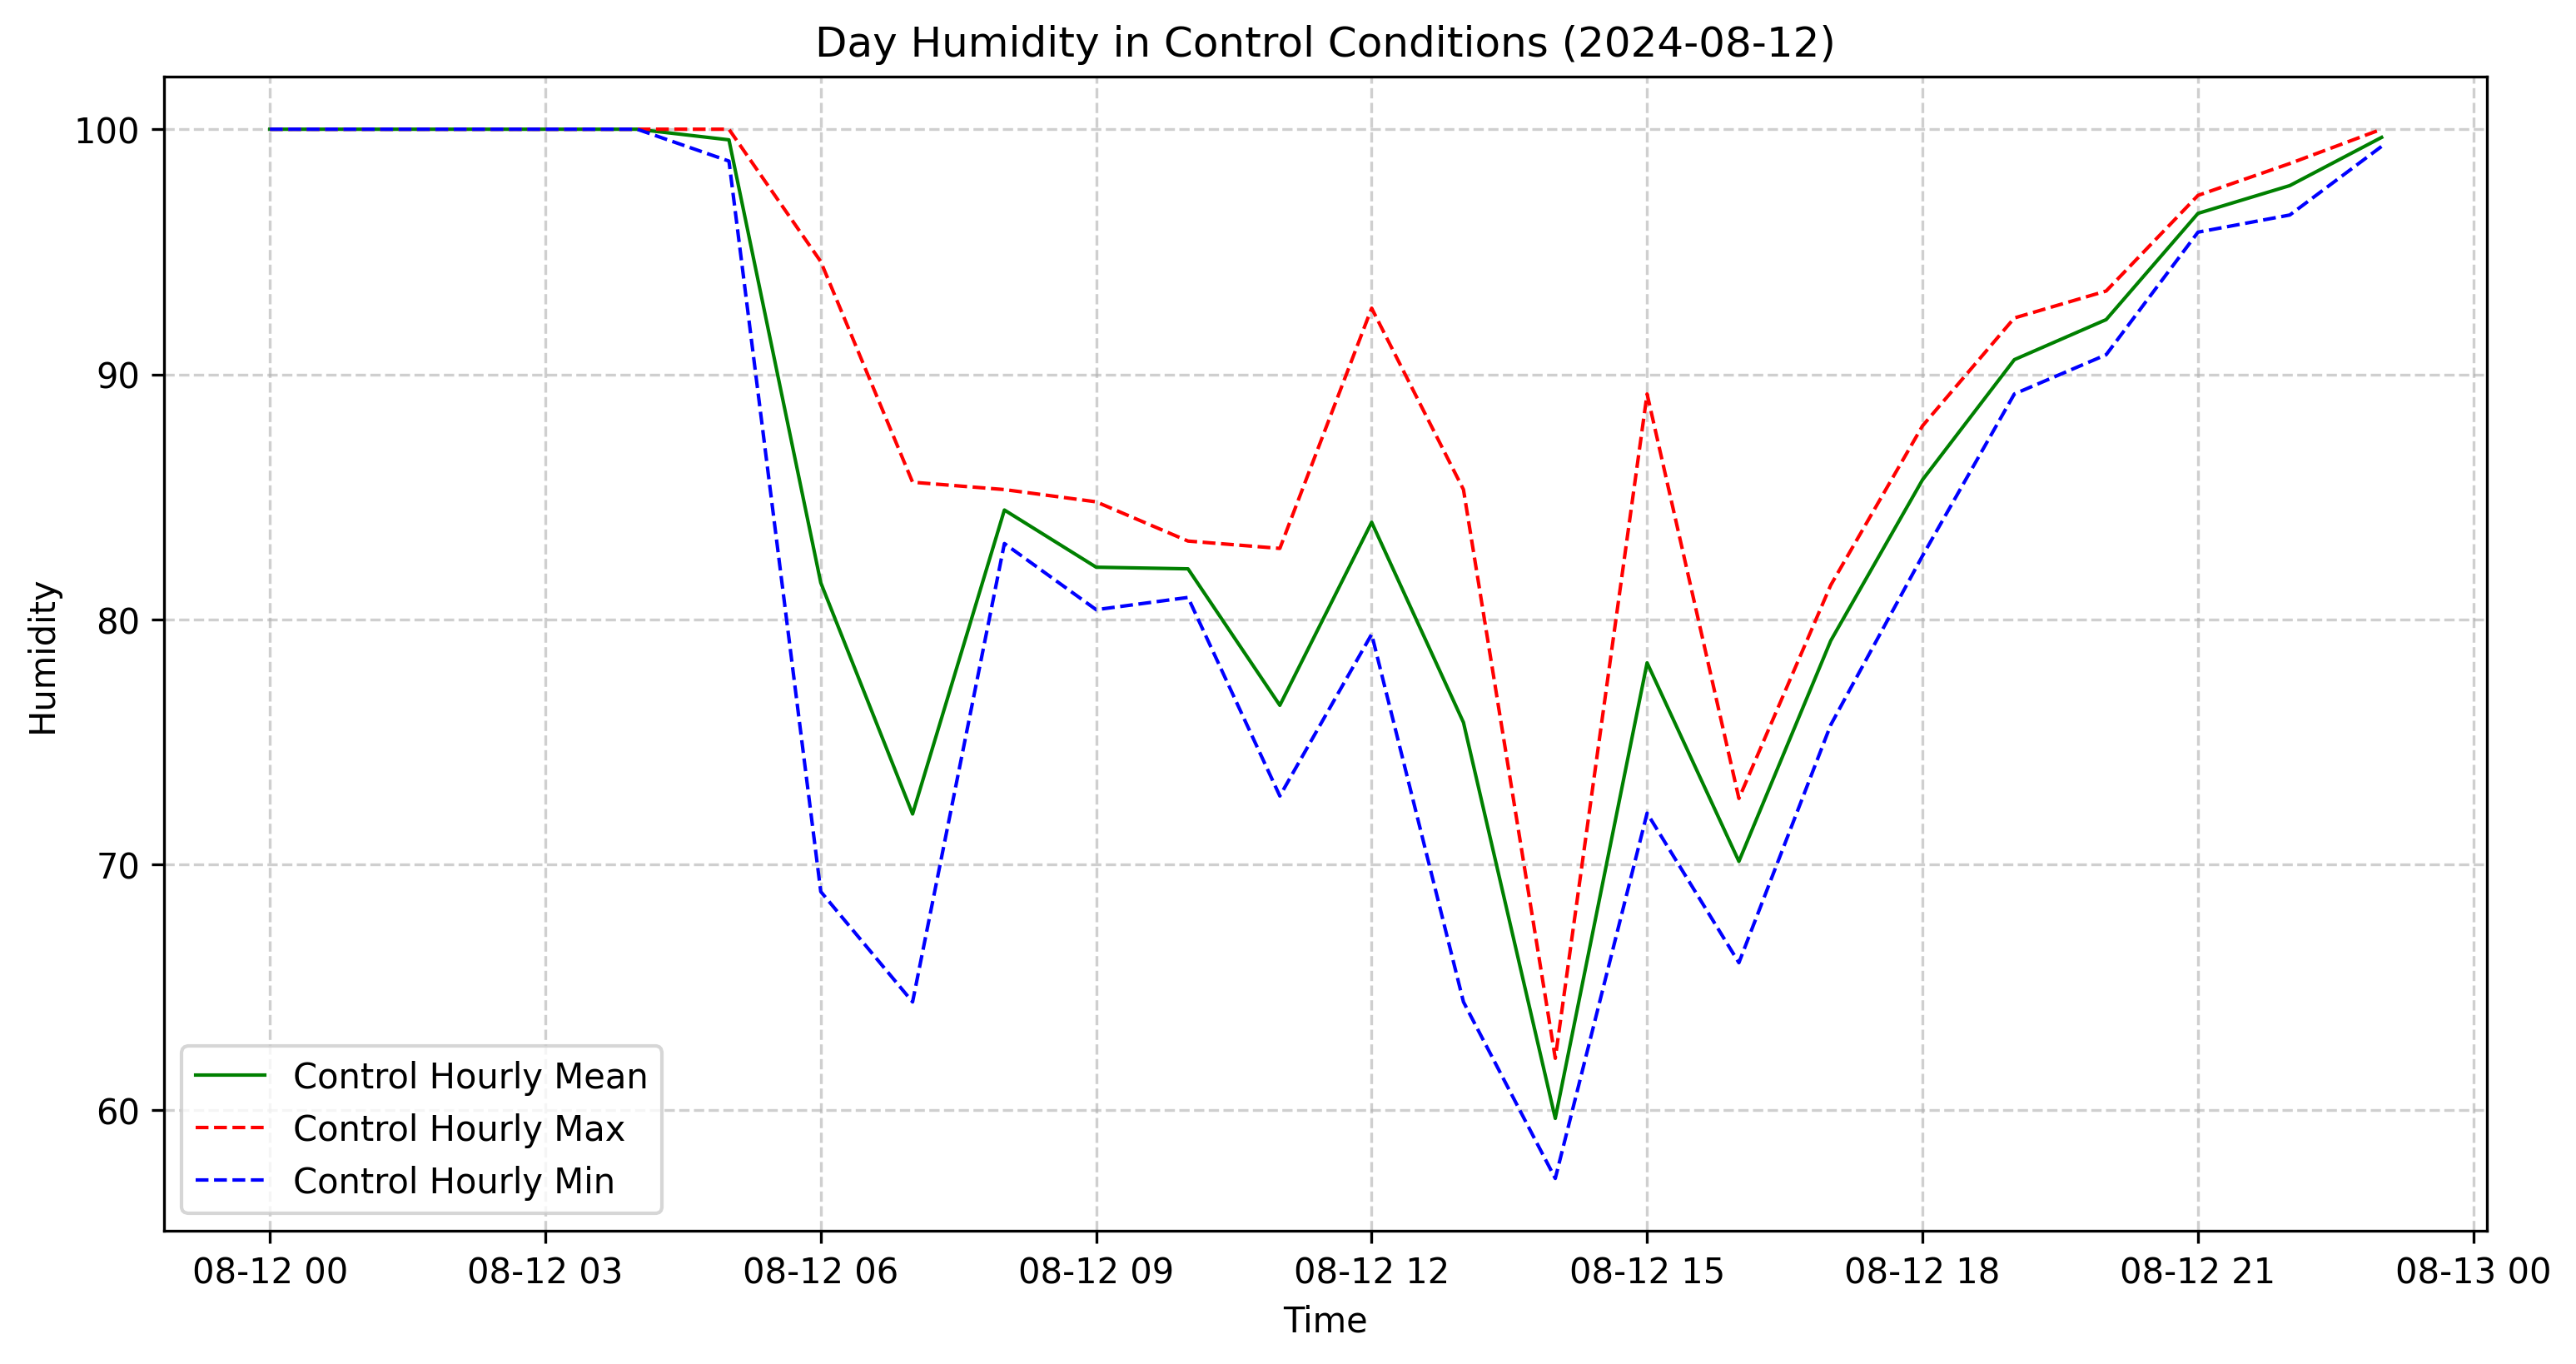 Day Humidity in Control Conditions (2024-08-12)
Humidity
100
90
80
70
60
Control Hourly Mean
Control Hourly Max
Control Hourly Min
08-12 00 08-12 03 08-12 06 08-12 09 08-12 12 08-12 15 08-12 18 08-12 21 08-13 00
Time